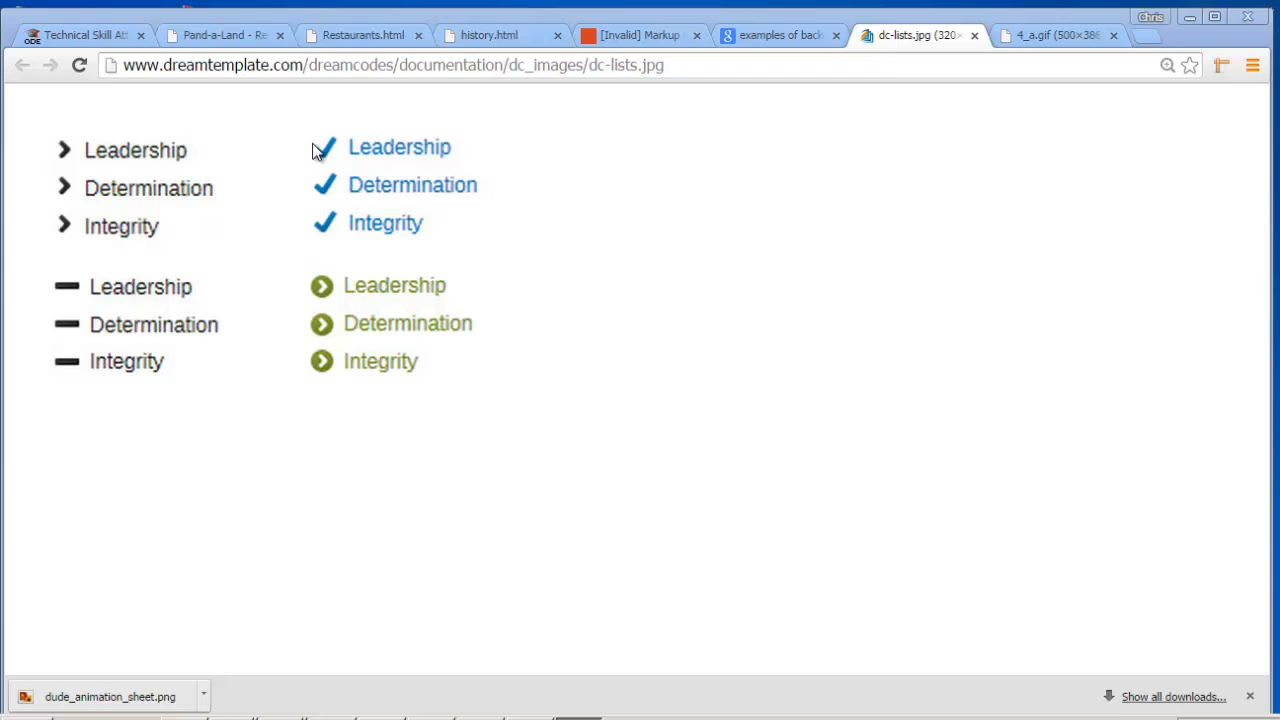 Chris
Technical Skill At
Pand-a-Land - Re
Restaurants.html
history.html
[Invalid] Markup
examples of back
dc-lists.jpg (320×
4_a.gif (500×386
www.dreamtemplate.com/dreamcodes/documentation/dc_images/dc-lists.jpg
Leadership
Determination
Integrity
Leadership
Determination
Integrity
Leadership
Determination
Integrity
Leadership
Determination
Integrity
dude_animation_sheet.png
Show all downloads...